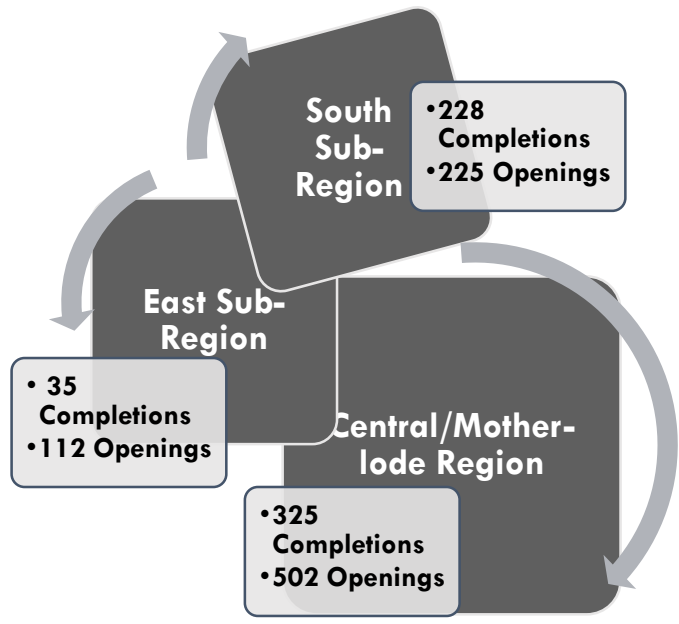 South
Sub-
Region
•228
Completions
•225 Openings
East Sub-
Region
• 35
Completions
•112 Openings
Central/Mother-
lode Region
•325
Completions
•502 Openings